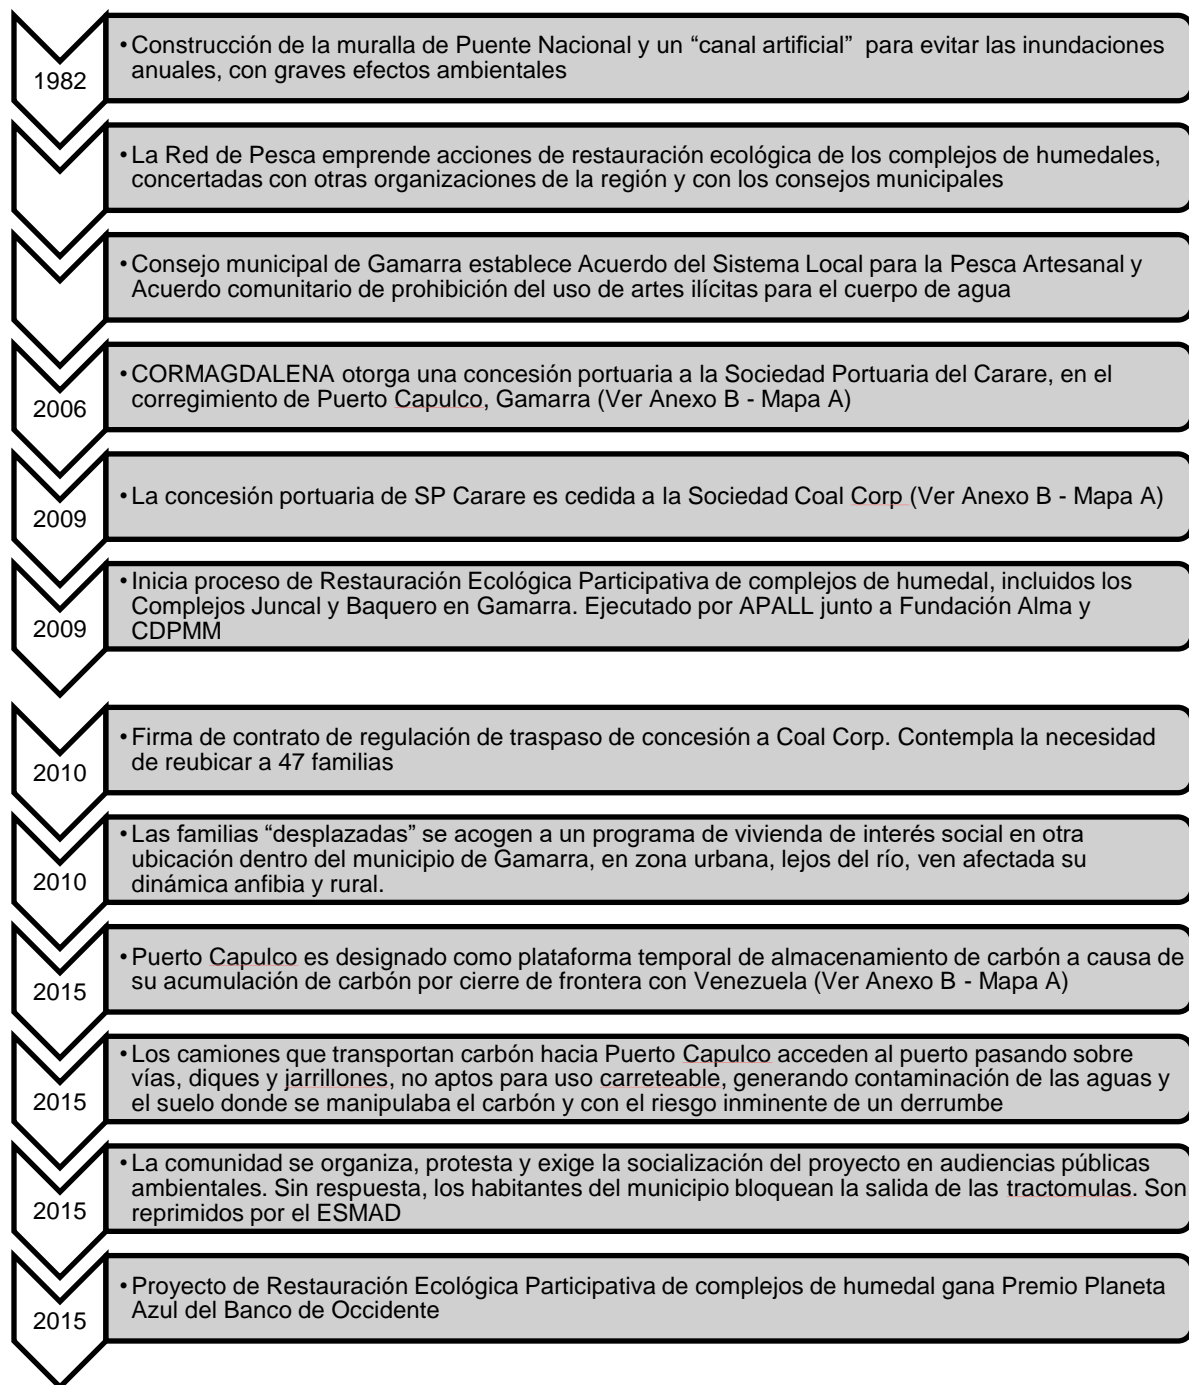 1982
• Construcción de la muralla de Puente Nacional y un “canal artificial” para evitar las inundaciones
anuales, con graves efectos ambientales
• La Red de Pesca emprende acciones de restauración ecológica de los complejos de humedales,
concertadas con otras organizaciones de la región y con los consejos municipales
• Consejo municipal de Gamarra establece Acuerdo del Sistema Local para la Pesca Artesanal y
Acuerdo comunitario de prohibición del uso de artes ilícitas para el cuerpo de agua
2006
• CORMAGDALENA otorga una concesión portuaria a la Sociedad Portuaria del Carare, en el
corregimiento de Puerto Capulco, Gamarra (Ver Anexo B - Mapa A)
2009
• La concesión portuaria de SP Carare es cedida a la Sociedad Coal Corp (Ver Anexo B - Mapa A)
2009
• Inicia proceso de Restauración Ecológica Participativa de complejos de humedal, incluidos los
Complejos Juncal y Baquero en Gamarra. Ejecutado por APALL junto a Fundación Alma y
CDPMM
2010
• Firma de contrato de regulación de traspaso de concesión a Coal Corp. Contempla la necesidad
de reubicar a 47 familias
2010
• Las familias “desplazadas” se acogen a un programa de vivienda de interés social en otra
ubicación dentro del municipio de Gamarra, en zona urbana, lejos del río, ven afectada su
dinámica anfibia y rural.
2015
• Puerto Capulco es designado como plataforma temporal de almacenamiento de carbón a causa de
su acumulación de carbón por cierre de frontera con Venezuela (Ver Anexo B - Mapa A)
2015
• Los camiones que transportan carbón hacia Puerto Capulco acceden al puerto pasando sobre
vías, diques y jarrillones, no aptos para uso carreteable, generando contaminación de las aguas y
el suelo donde se manipulaba el carbón y con el riesgo inminente de un derrumbe
2015
• La comunidad se organiza, protesta y exige la socialización del proyecto en audiencias públicas
ambientales. Sin respuesta, los habitantes del municipio bloquean la salida de las tractomulas. Son
reprimidos por el ESMAD
2015
• Proyecto de Restauración Ecológica Participativa de complejos de humedal gana Premio Planeta
Azul del Banco de Occidente